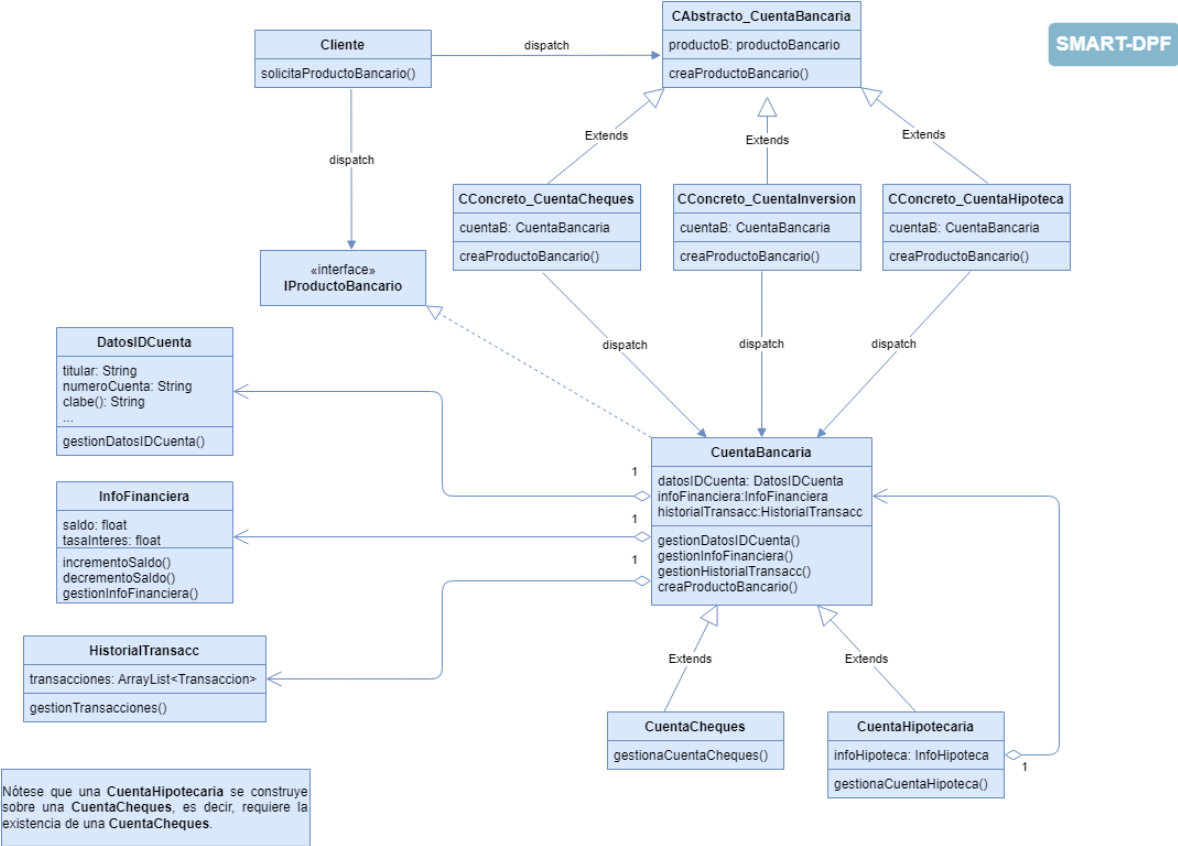 CAbstracto_CuentaBancaria
productoB: productoBancario
creaProductoBancario()
SMART-DPF
Cliente
solicitaProductoBancario()
dispatch
dispatch
Extends
Extends
Extends
CConcreto_CuentaCheques
cuentaB: CuentaBancaria
creaProductoBancario()
CConcreto_CuentaInversion
cuentaB: CuentaBancaria
creaProductoBancario()
CConcreto_CuentaHipoteca
cuentaB: CuentaBancaria
creaProductoBancario()
«interface»
IProductoBancario
dispatch
dispatch
dispatch
DatosIDCuenta
titular: String
numeroCuenta: String
clabe(): String
...
gestionDatosIDCuenta()
InfoFinanciera
saldo: float
tasaInteres: float
incrementoSaldo()
decrementoSaldo()
gestionInfoFinanciera()
HistorialTransacc
transacciones: ArrayList<Transaccion>
gestionTransacciones()
1
1
1
CuentaBancaria
datosIDCuenta: DatosIDCuenta
infoFinanciera:InfoFinanciera
historialTransacc:HistorialTransacc
gestionDatosIDCuenta()
gestionInfoFinanciera()
gestionHistorialTransacc()
creaProductoBancario()
Extends
Extends
CuentaCheques
gestionaCuentaCheques()
CuentaHipotecaria
infoHipoteca: InfoHipoteca
gestionaCuentaHipoteca()
1
Nótese que una CuentaHipotecaria se construye
sobre una CuentaCheques, es decir, requiere la
existencia de una CuentaCheques.